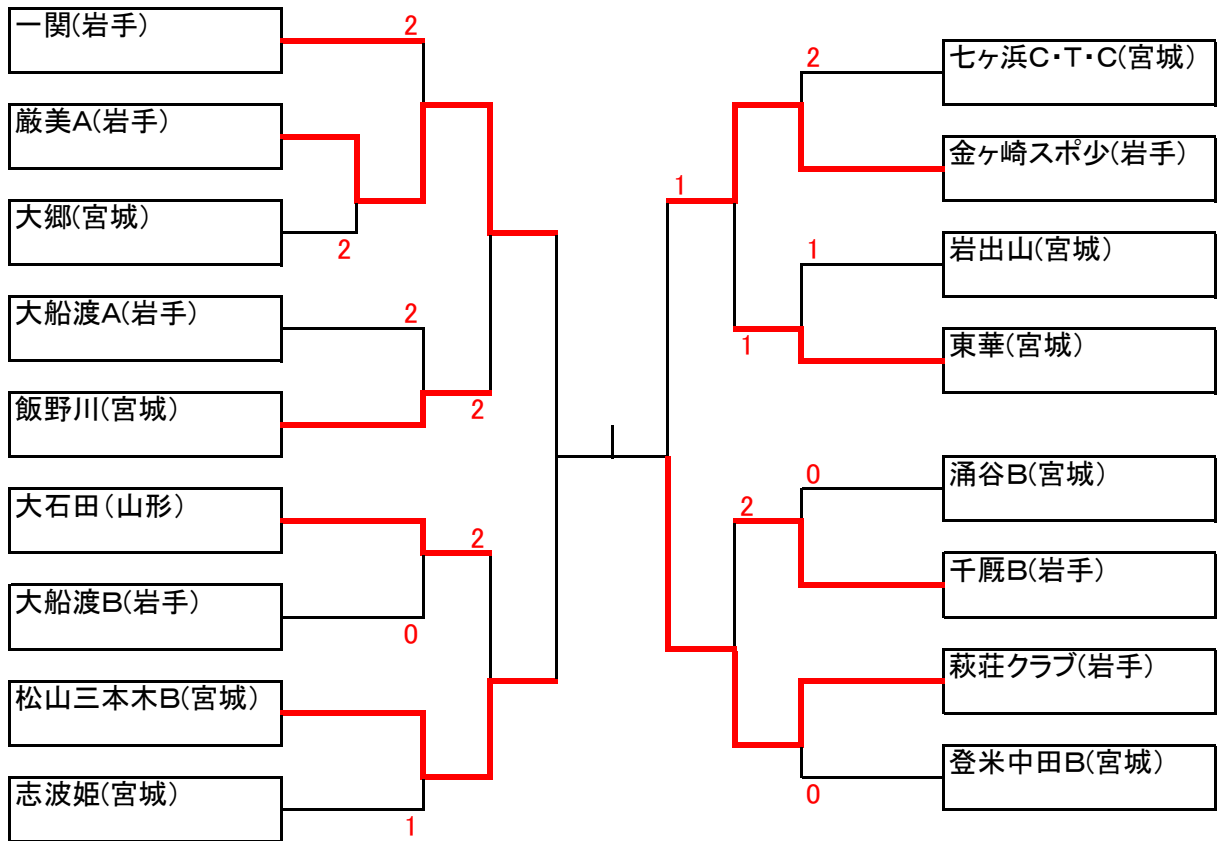 一関(岩手)
2
厳美A(岩手)
大郷(宮城)
2
大船渡A(岩手)
2
飯野川(宮城)
2
大石田(山形)
2
大船渡B(岩手)
0
松山三本木B(宮城)
志波姫(宮城)
1
2
七ヶ浜C・T・C(宮城)
金ヶ崎スポ少(岩手)
1
1
岩出山(宮城)
1
東華(宮城)
0
涌谷B(宮城)
2
千厩B(岩手)
萩荘クラブ(岩手)
登米中田B(宮城)
0